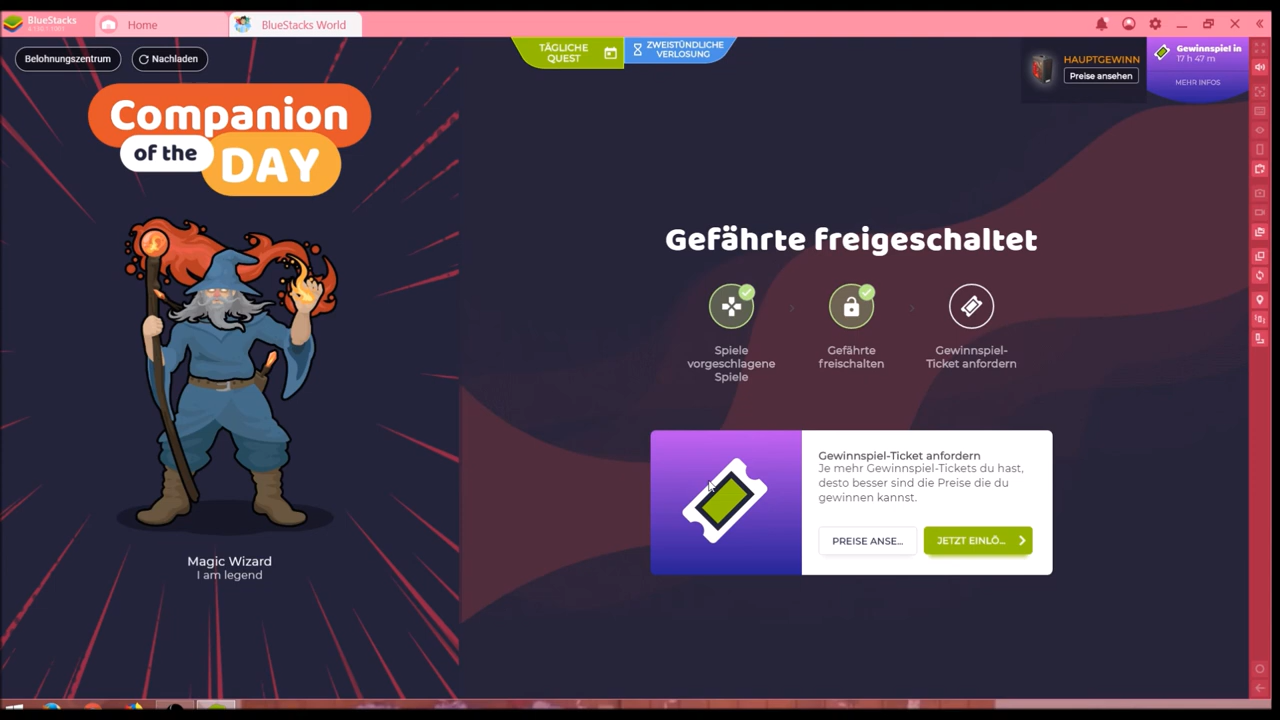 BlueStacks
Home
BlueStacks World
Belohnungszentrum
Nachladen
TÄGLICHE
QUEST
ZWEISTÜNDLICHE
VERLOSUNG
HAUPTGEWINN
Preise ansehen
Gewinnspiel in
17 h 47 m
MEHR INFOS
Companion
of the
DAY
Gefährte freigeschaltet
Spiele
vorgeschlagene
Spiele
Gefährte
freischalten
Gewinnspiel-
Ticket anfordern
Gewinnspiel-Ticket anfordern
Je mehr Gewinnspiel-Tickets du hast,
desto besser sind die Preise die du
gewinnen kannst.
PREISE ANSE...
JETZT EINLÖ...
Magic Wizard
I am legend